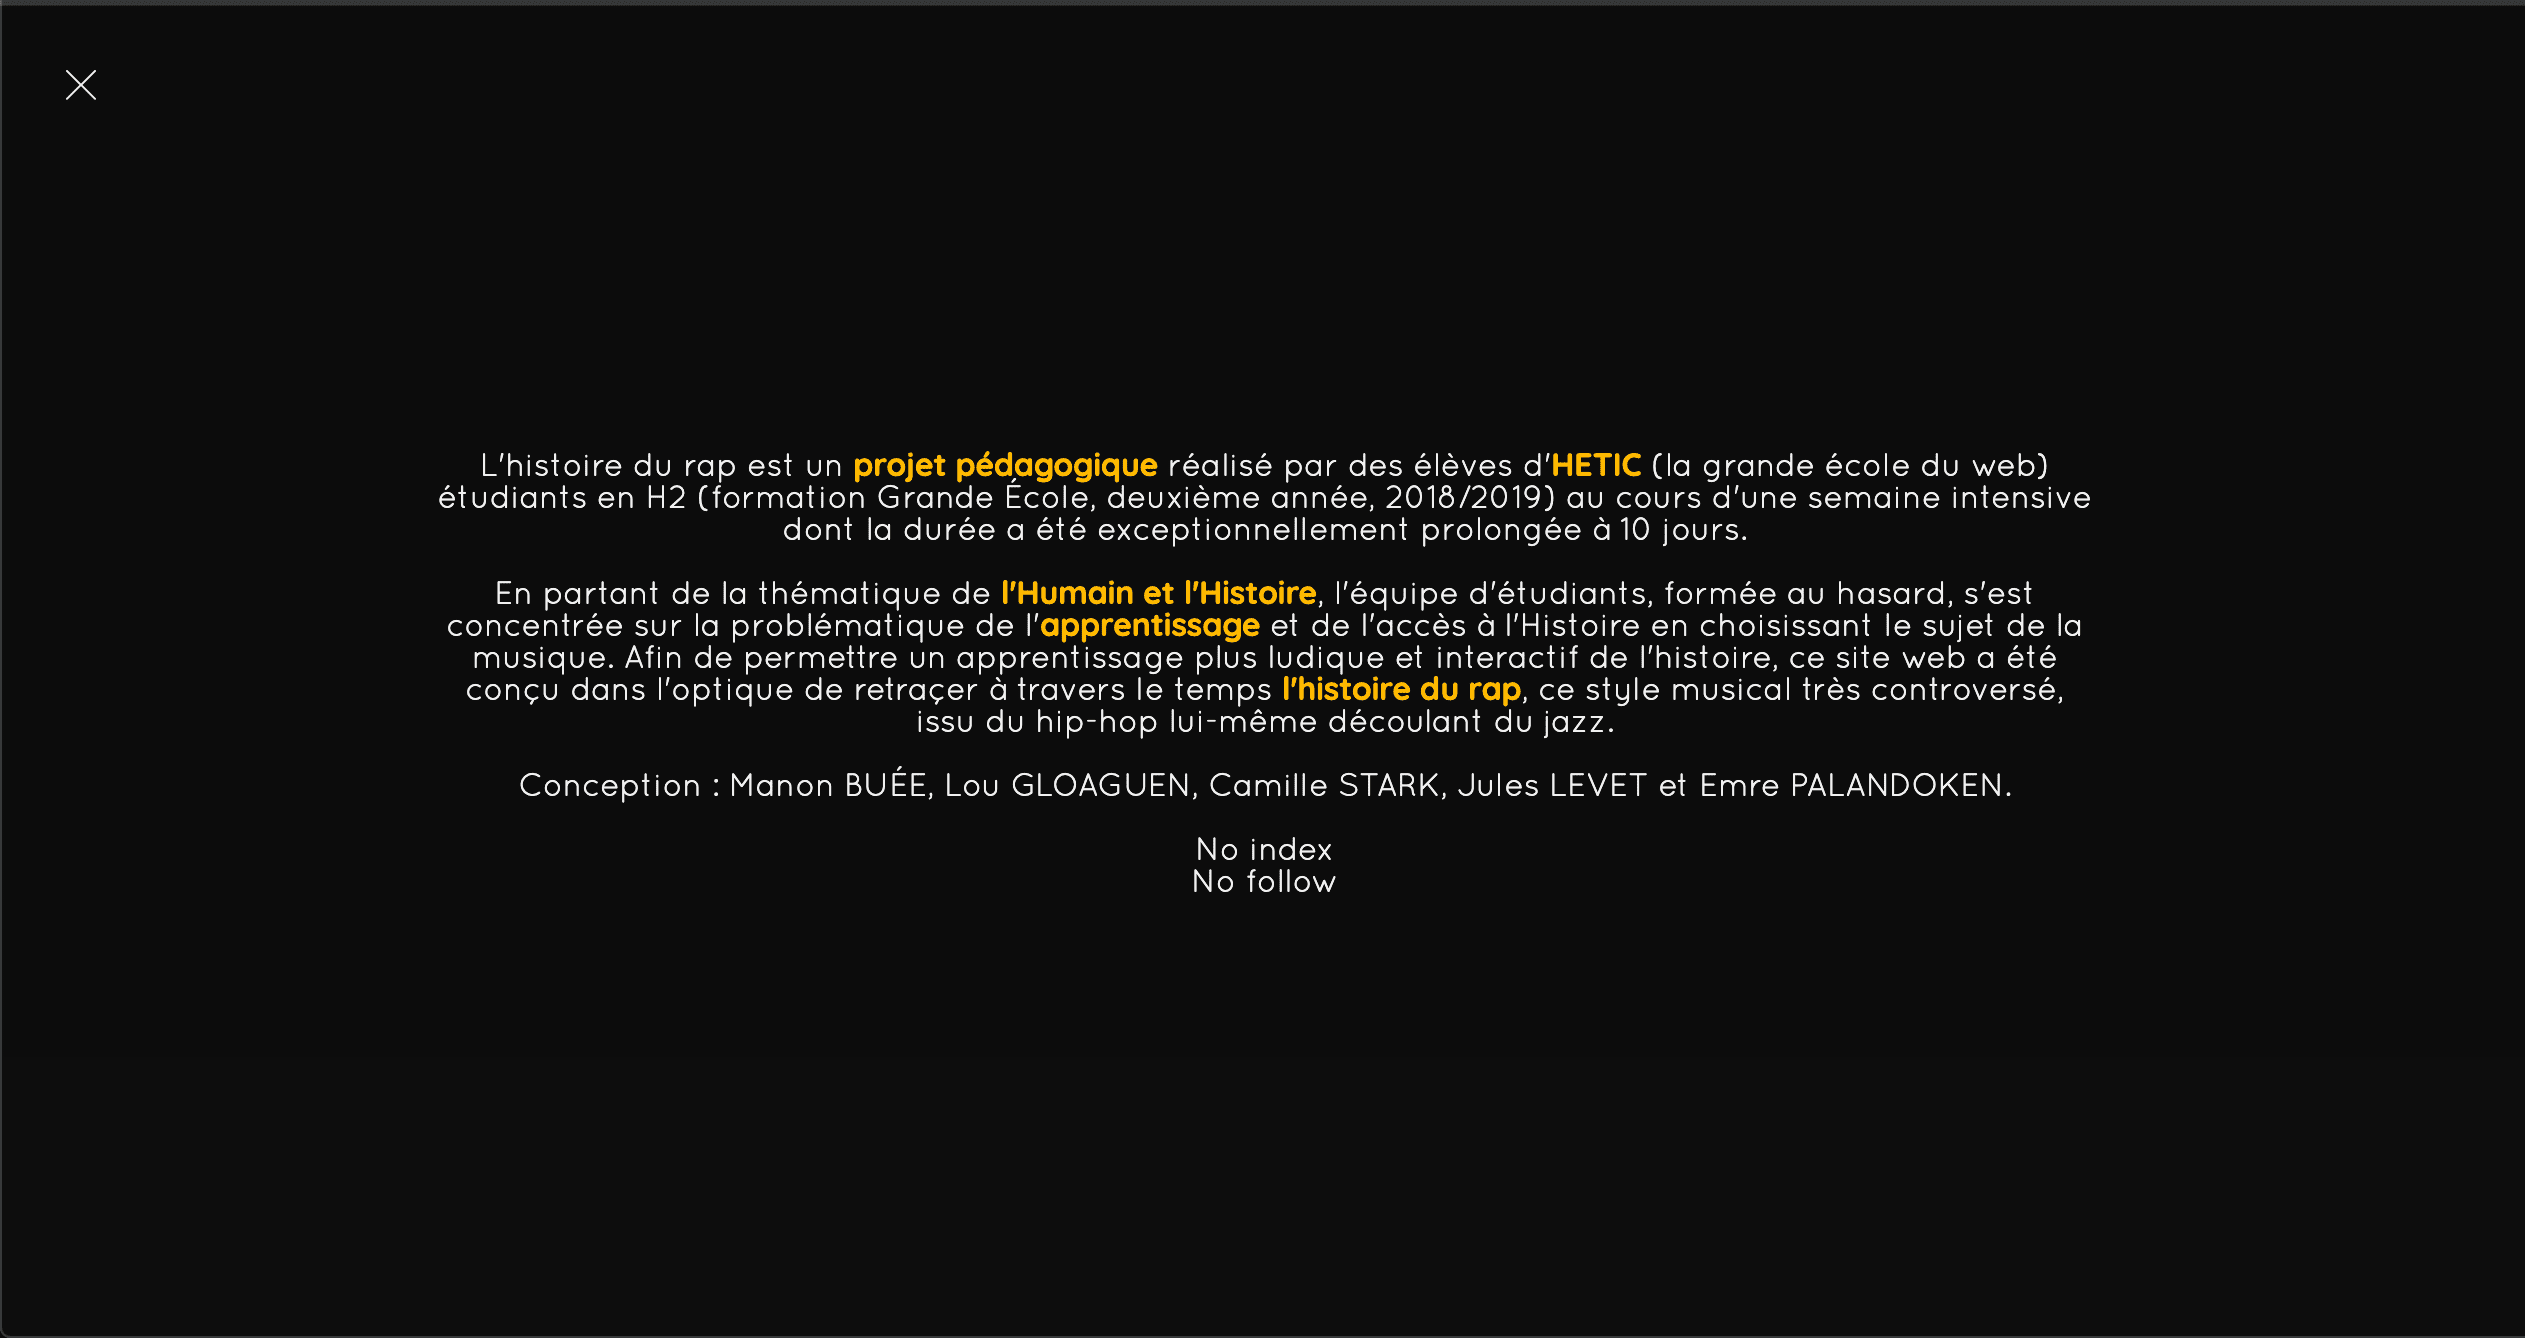 L'histoire du rap est un projet pédagogique réalisé par des élèves d'HETIC (la grande école du web)
étudiants en H2 (formation Grande École, deuxième année, 2018/2019) au cours d'une semaine intensive
dont la durée a été exceptionnellement prolongée à 10 jours.
En partant de la thématique de l'Humain et l'Histoire, l'équipe d'étudiants, formée au hasard, s'est
concentrée sur la problématique de l'apprentissage et de l'accès à l'Histoire en choisissant le sujet de la
musique. Afin de permettre un apprentissage plus ludique et interactif de l'histoire, ce site web a été
conçu dans l'optique de retraçer à travers le temps l'histoire du rap, ce style musical très controversé,
issu du hip-hop lui-même découlant du jazz.
Conception : Manon BUÉE, Lou GLOAGUEN, Camille STARK, Jules LEVET et Emre PALANDOKEN.
No index
No follow